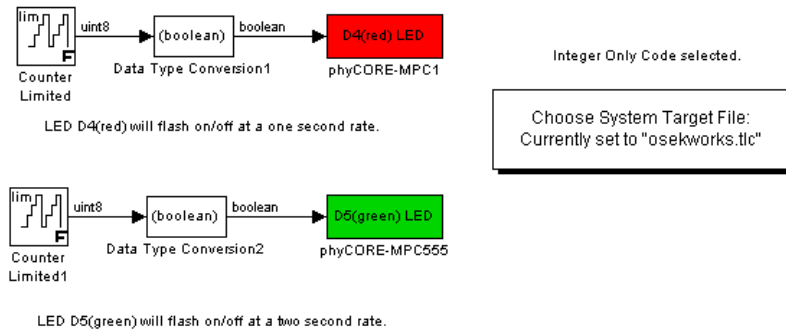 lim
uint8
(boolean)
boolean
D4(red) LED
F
Counter
Limited
Data Type Conversion1
phyCORE-MPC1
LED D4(red) will flash on/off at a one second rate.
Integer Only Code selected.
Choose System Target File:
Currently set to "osekworks.tlc"
lim
uint8
(boolean)
boolean
D5(green) LED
F
Counter
Limited1
Data Type Conversion2
phyCORE-MPC555
LED D5(green) will flash on/off at a two second rate.